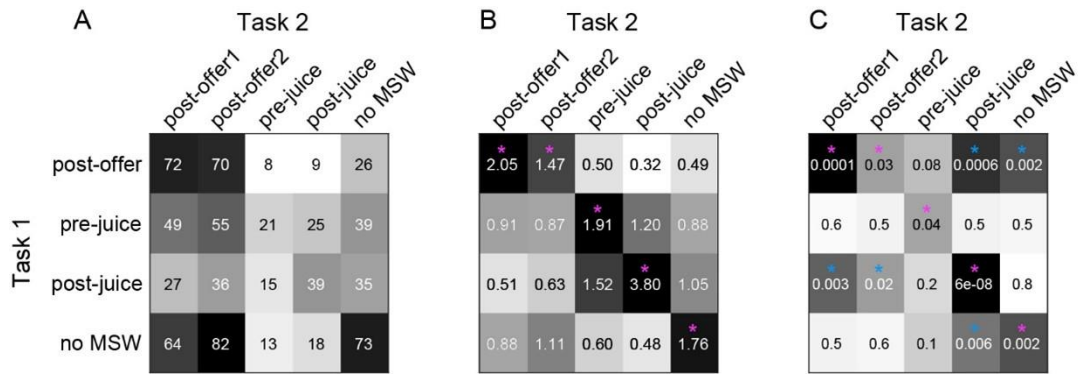 A Task 2
post-offer1 post-offer2 pre-juice post-juice no MSW
Task 1
post-offer 72 70 8 9 26
pre-juice 49 55 21 25 39
post-juice 27 36 15 39 35
no MSW 64 82 13 18 73
B Task 2
post-offer1 post-offer2 pre-juice post-juice no MSW
* *
2.05 1.47 0.50 0.32 0.49
*
0.91 0.87 1.91 1.20 0.88
*
0.51 0.63 1.52 3.80 1.05
*
0.88 1.11 0.60 0.48 1.76
C Task 2
post-offer1 post-offer2 pre-juice post-juice no MSW
* * * *
0.0001 0.03 0.08 0.0006 0.002
*
0.6 0.5 0.04 0.5 0.5
* * *
0.003 0.02 0.2 6e-08 0.8
* *
0.5 0.6 0.1 0.006 0.002